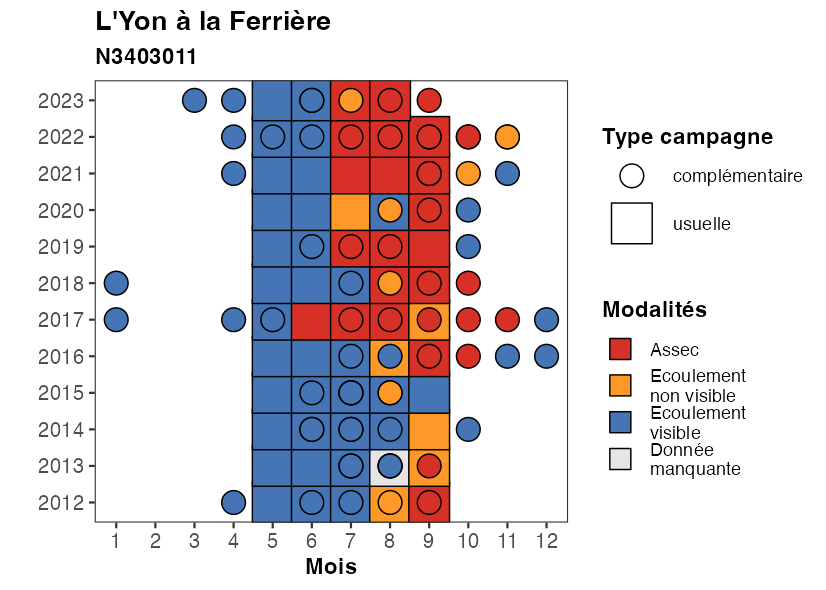 L'Yon à la Ferrière
N3403011
2023
2022
2021
2020
2019
2018
2017
2016
2015
2014
2013
2012
1 2 3 4 5 6 7 8 9 10 11 12
Mois
Type campagne
complémentaire
usuelle
Modalités
Assec
Ecoulement
non visible
Ecoulement
visible
Donnée
manquante